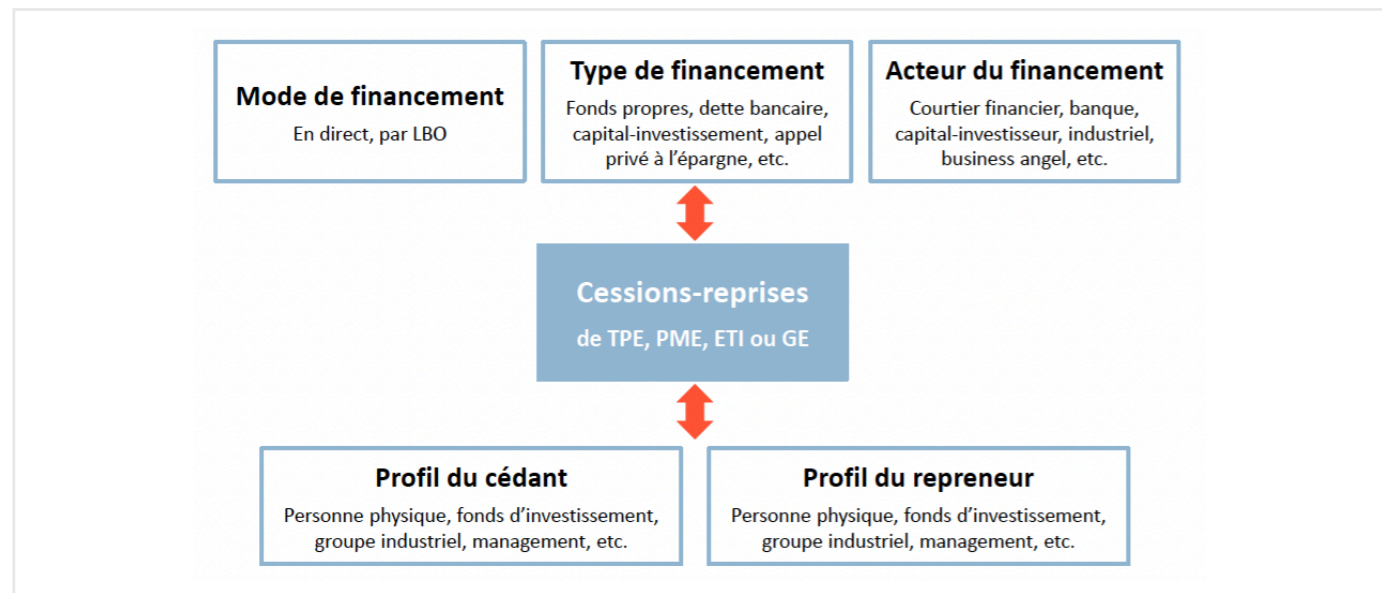 Mode de financement
En direct, par LBO
Type de financement
Fonds propres, dette bancaire,
capital-investissement, appel
privé à l’épargne, etc.
Acteur du financement
Courtier financier, banque,
capital-investisseur, industriel,
business angel, etc.
Cessions-reprises
de TPE, PME, ETI ou GE
Profil du cédant
Personne physique, fonds d’investissement,
groupe industriel, management, etc.
Profil du repreneur
Personne physique, fonds d’investissement,
groupe industriel, management, etc.